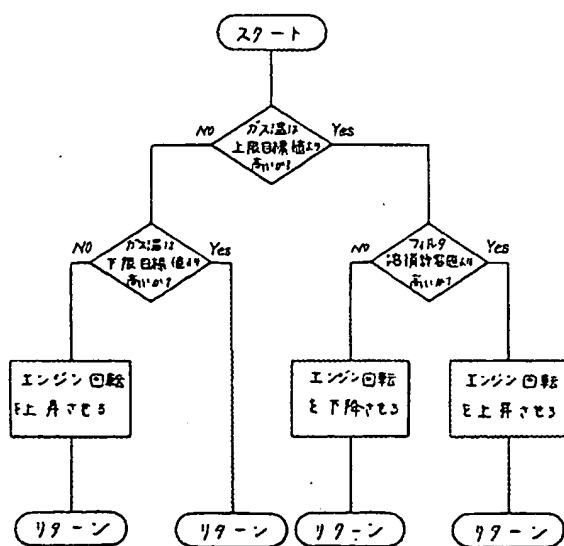 スタート
NO
ガス温は
上限目標値より
高いか?
Yes
NO
ガス温は
下限目標値より
高いか?
Yes
NO
フィルタ
溶損許容値より
高いか?
Yes
エンジン回転
を上昇させる
エンジン回転
を下降させる
エンジン回転
を上昇させる
リターン
リターン
リターン
リターン